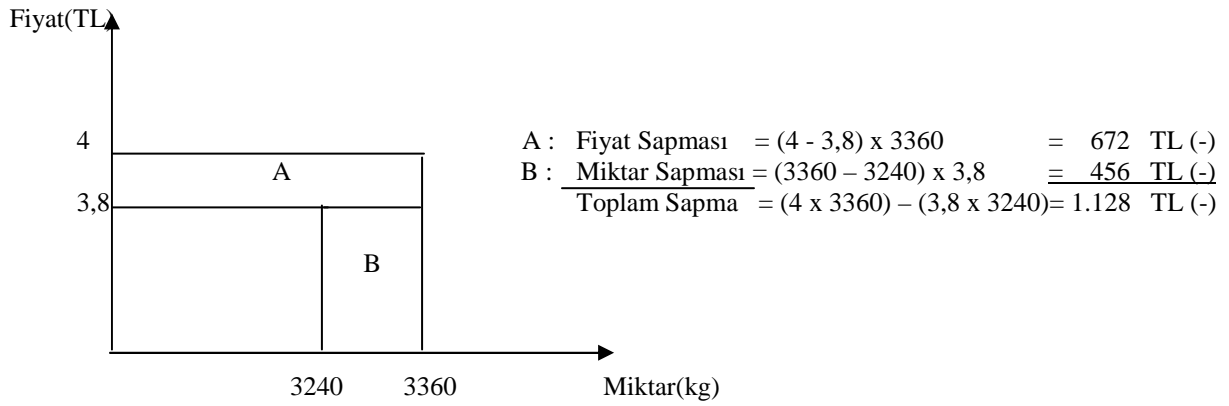 Fiyat(TL)
4
A : Fiyat Sapması = (4 - 3,8) x 3360 = 672 TL (-)
A
B : Miktar Sapması = (3360 – 3240) x 3,8 = 456 TL (-)
3,8
Toplam Sapma = (4 x 3360) – (3,8 x 3240)= 1.128 TL (-)
B
3240 3360 Miktar(kg)